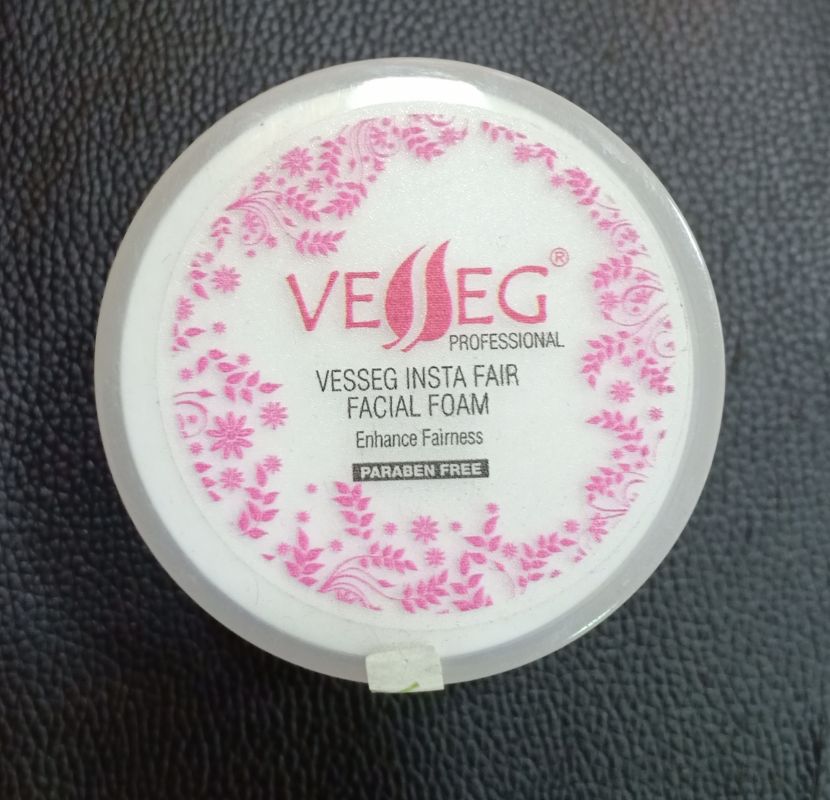 VESSEG®
PROFESSIONAL
VESSEG INSTA FAIR
FACIAL FOAM
Enhance Fairness
PARABEN FREE